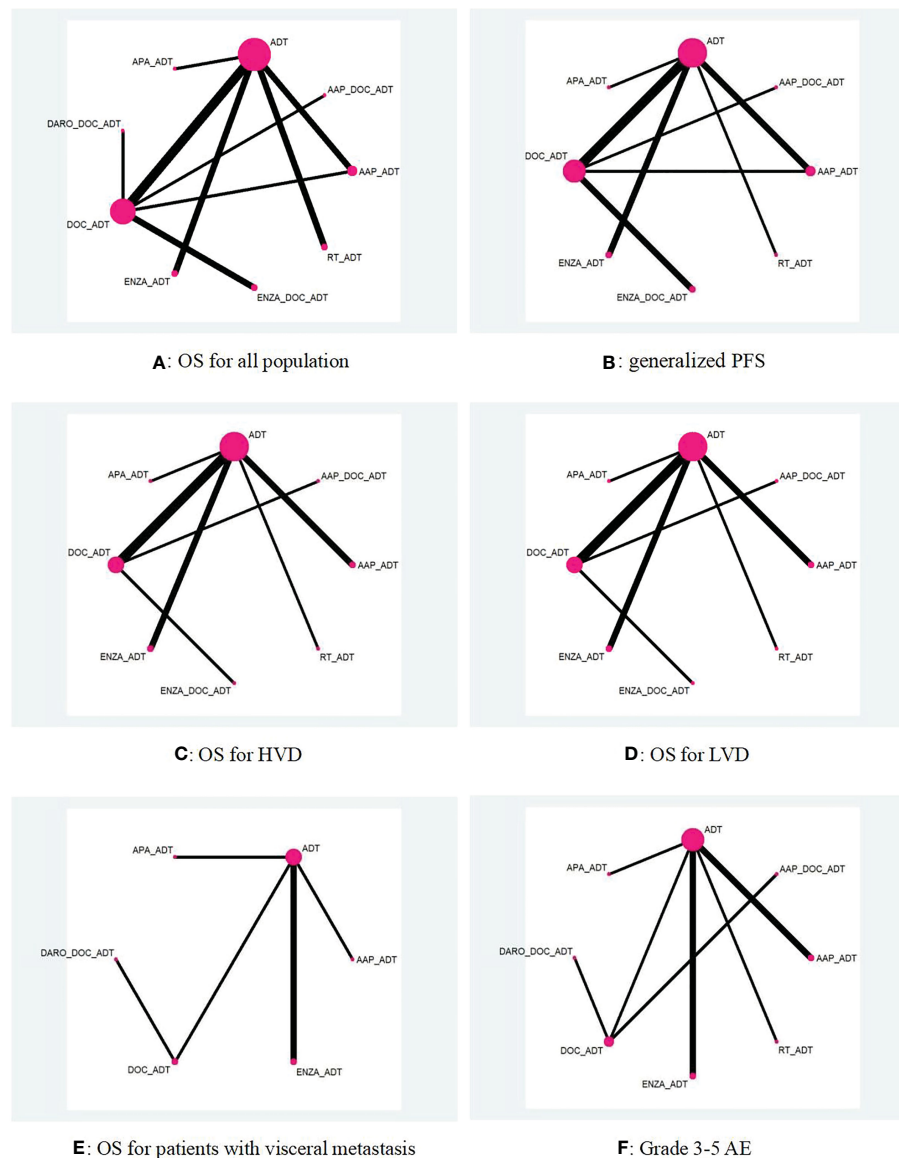 ADT
APA_ADT
AAP_DOC_ADT
DARO_DOC_ADT
AAP_ADT
DOC_ADT
RT_ADT
ENZA_ADT
ENZA_DOC_ADT
A: OS for all population
ADT
APA_ADT
AAP_DOC_ADT
DOC_ADT
AAP_ADT
ENZA_ADT
RT_ADT
ENZA_DOC_ADT
B: generalized PFS
ADT
APA_ADT
AAP_DOC_ADT
DOC_ADT
AAP_ADT
ENZA_ADT
RT_ADT
ENZA_DOC_ADT
C: OS for HVD
ADT
APA_ADT
AAP_DOC_ADT
DOC_ADT
AAP_ADT
ENZA_ADT
RT_ADT
ENZA_DOC_ADT
D: OS for LVD
APA_ADT
ADT
DARO_DOC_ADT
AAP_ADT
DOC_ADT
ENZA_ADT
E: OS for patients with visceral metastasis
ADT
APA_ADT
AAP_DOC_ADT
DARO_DOC_ADT
AAP_ADT
DOC_ADT
RT_ADT
ENZA_ADT
F: Grade 3-5 AE